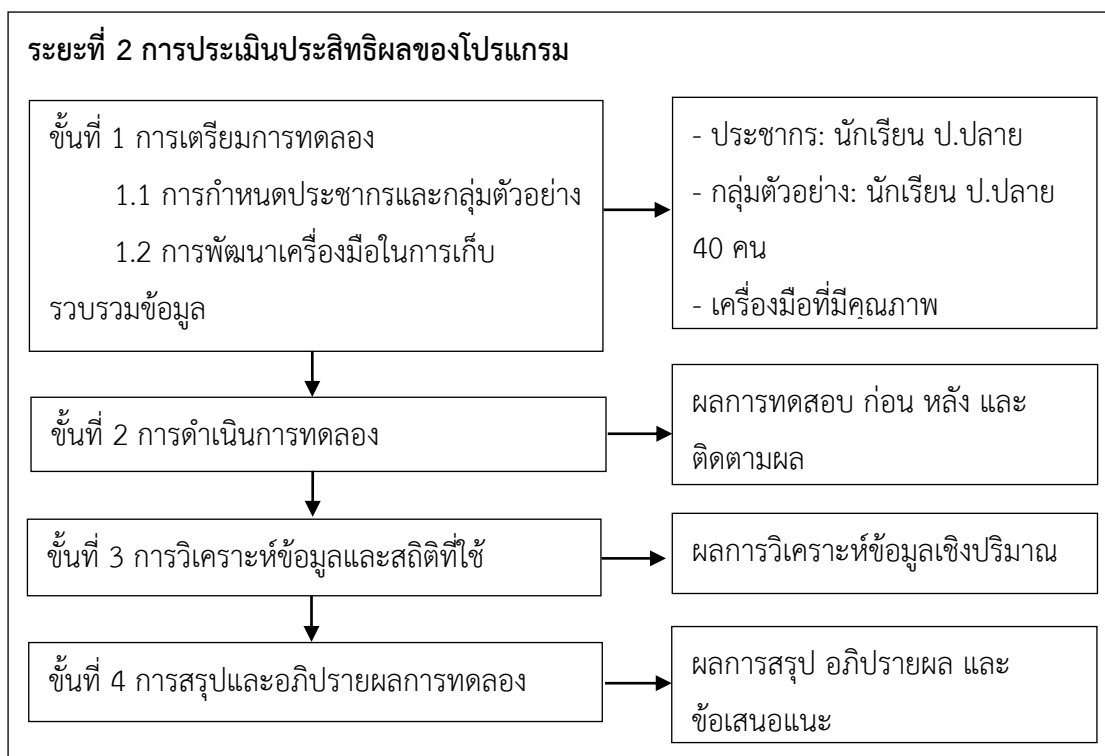 ระยะที่ 2 การประเมินประสิทธิผลของโปรแกรม
ขั้นที่ 1 การเตรียมการทดลอง
1.1 การกำหนดประชากรและกลุ่มตัวอย่าง
1.2 การพัฒนาเครื่องมือในการเก็บ
รวบรวมข้อมูล
- ประชากร: นักเรียน ป.ปลาย
- กลุ่มตัวอย่าง: นักเรียน ป.ปลาย
40 คน
- เครื่องมือที่มีคุณภาพ
ขั้นที่ 2 การดำเนินการทดลอง
ผลการทดสอบ ก่อน หลัง และ
ติดตามผล
ขั้นที่ 3 การวิเคราะห์ข้อมูลและสถิติที่ใช้
ผลการวิเคราะห์ข้อมูลเชิงปริมาณ
ขั้นที่ 4 การสรุปและอภิปรายผลการทดลอง
ผลการสรุป อภิปรายผล และ
ข้อเสนอแนะ